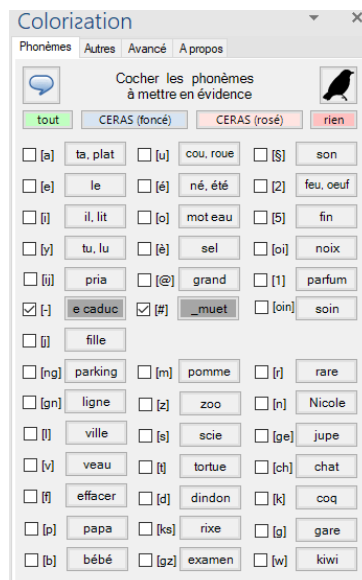 Colorization
Phonèmes Autres Avancé A propos
Cocher les phonèmes
à mettre en évidence
tout CERAS (foncé) CERAS (rosé) rien
[a] ta, plat [u] cou, roue [§] son
[e] le [é] né, été [2] feu, oeuf
[i] il, lit [o] mot eau [5] fin
[y] tu, lu [è] sel [oi] noix
[ij] pria [@] grand [1] parfum
[-] e caduc [#] _muet [oin] soin
[j] fille
[ng] parking [m] pomme [r] rare
[gn] ligne [z] zoo [n] Nicole
[l] ville [s] scie [ge] jupe
[v] veau [t] tortue [ch] chat
[f] effacer [d] dindon [k] coq
[p] papa [ks] rixe [g] gare
[b] bébé [gz] examen [w] kiwi